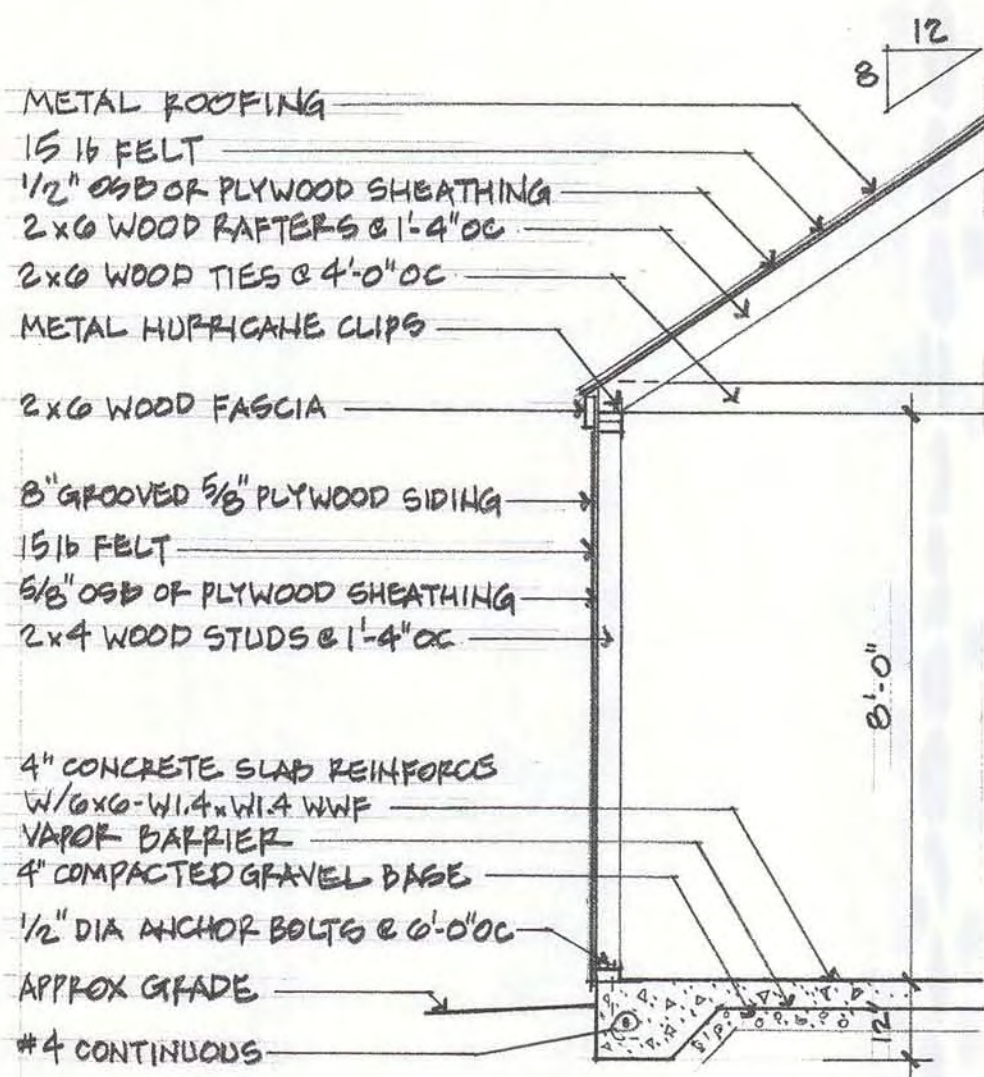 12
8
METAL ROOFING
15 lb FELT
1/2" OSB OR PLYWOOD SHEATHING
2x6 WOOD RAFTERS @ 1'-4" OC
2x6 WOOD TIES @ 4'-0" OC
METAL HURRICANE CLIPS
2x6 WOOD FASCIA
8" GROOVED 5/8" PLYWOOD SIDING
15 lb FELT
5/8" OSB OR PLYWOOD SHEATHING
2x4 WOOD STUDS @ 1'-4" OC
8'-0"
4" CONCRETE SLAB REINFORCE
W/6x6-W1.4xW1.4 WWF
VAPOR BARRIER
4" COMPACTED GRAVEL BASE
1/2" DIA ANCHOR BOLTS @ 6'-0" OC
APPROX GRADE
12"
#4 CONTINUOUS